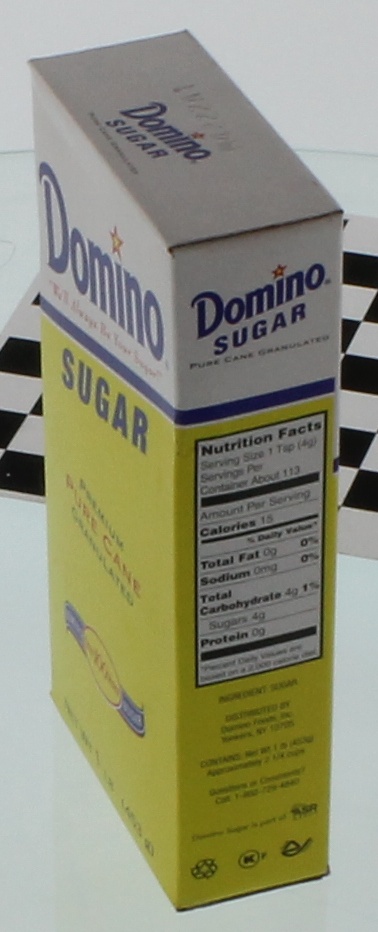 Domino
SUGAR
Domino
"We'll Always Be Your Sugar"
SUGAR
PREMIUM
PURE CANE
GRANULATED
NET WT 1 LB (453 g)
Domino
SUGAR
PURE CANE GRANULATED
Nutrition Facts
Serving Size 1 Tsp (4g)
Servings Per
Container About 113
Amount Per Serving
Calories 15
% Daily Value*
Total Fat 0g 0%
Sodium 0mg 0%
Total
Carbohydrate 4g 1%
Sugars 4g
Protein 0g
*Percent Daily Values are
based on a 2,000 calorie diet.
INGREDIENT: SUGAR
DISTRIBUTED BY
Domino Foods, Inc.
Yonkers, NY 10705
CONTAINS: Net Wt 1 lb (453g)
Approximately 2 1/4 cups
Questions or Comments?
Call: 1-800-729-4840
Domino Sugar is part of ASR
K F